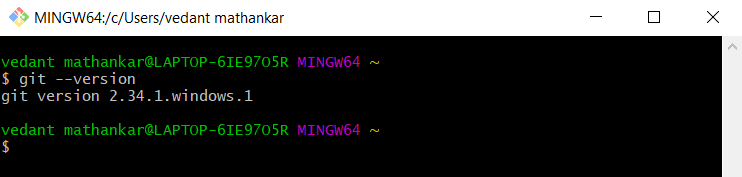 MINGW64:/c/Users/vedant mathankar
vedant mathankar@LAPTOP-6IE97O5R MINGW64 ~
$ git --version
git version 2.34.1.windows.1
vedant mathankar@LAPTOP-6IE97O5R MINGW64 ~
$